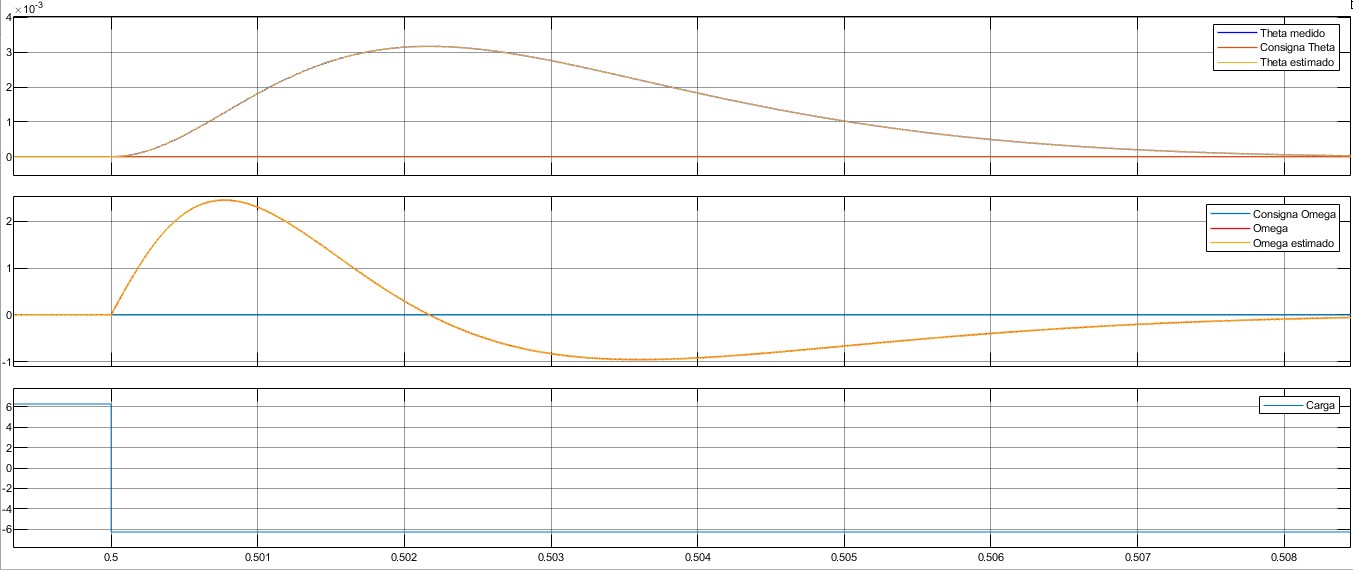 ×10⁻³
4
3
2
1
0
Theta medido
Consigna Theta
Theta estimado
2
1
0
-1
Consigna Omega
Omega
Omega estimado
6
4
2
0
-2
-4
-6
Carga
0.5 0.501 0.502 0.503 0.504 0.505 0.506 0.507 0.508